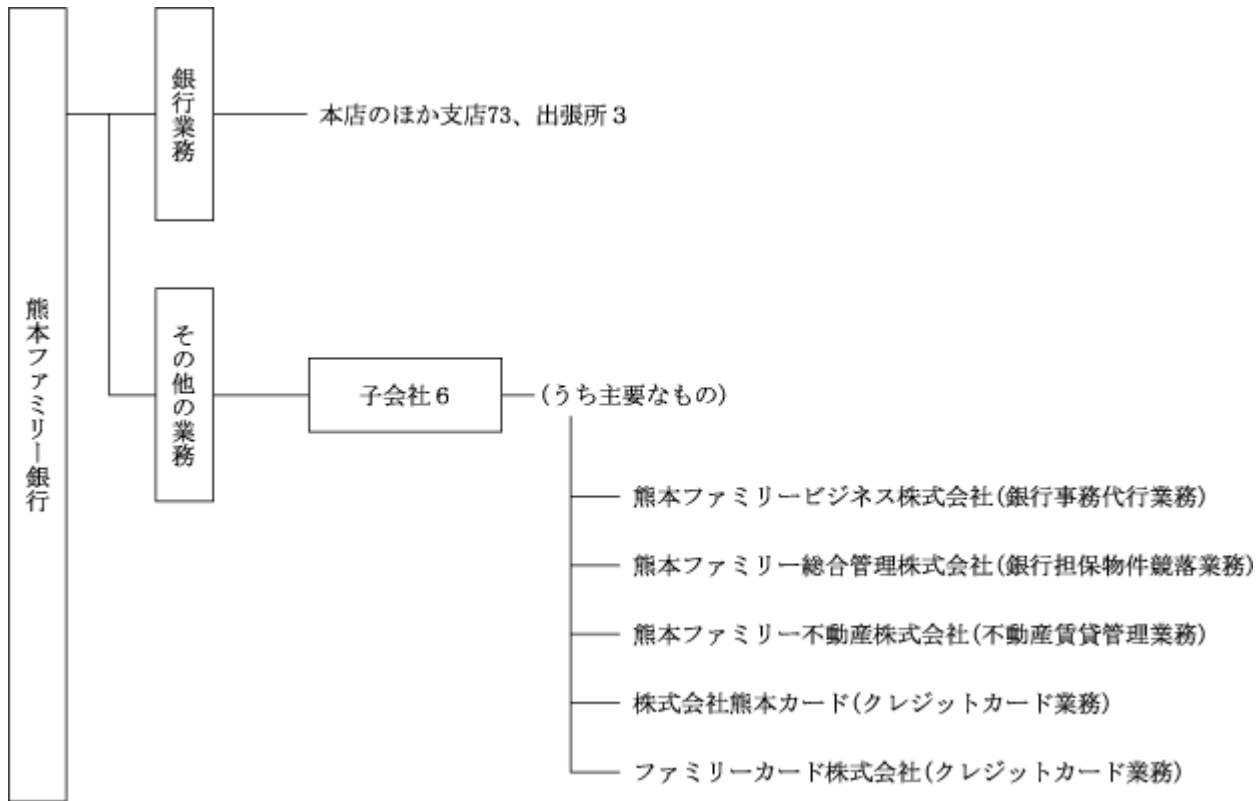 熊本ファミリー銀行
銀行業務
本店のほか支店73、出張所3
その他の業務
子会社6
(うち主要なもの)
熊本ファミリービジネス株式会社(銀行事務代行業務)
熊本ファミリー総合管理株式会社(銀行担保物件競落業務)
熊本ファミリー不動産株式会社(不動産賃貸管理業務)
株式会社熊本カード(クレジットカード業務)
ファミリーカード株式会社(クレジットカード業務)